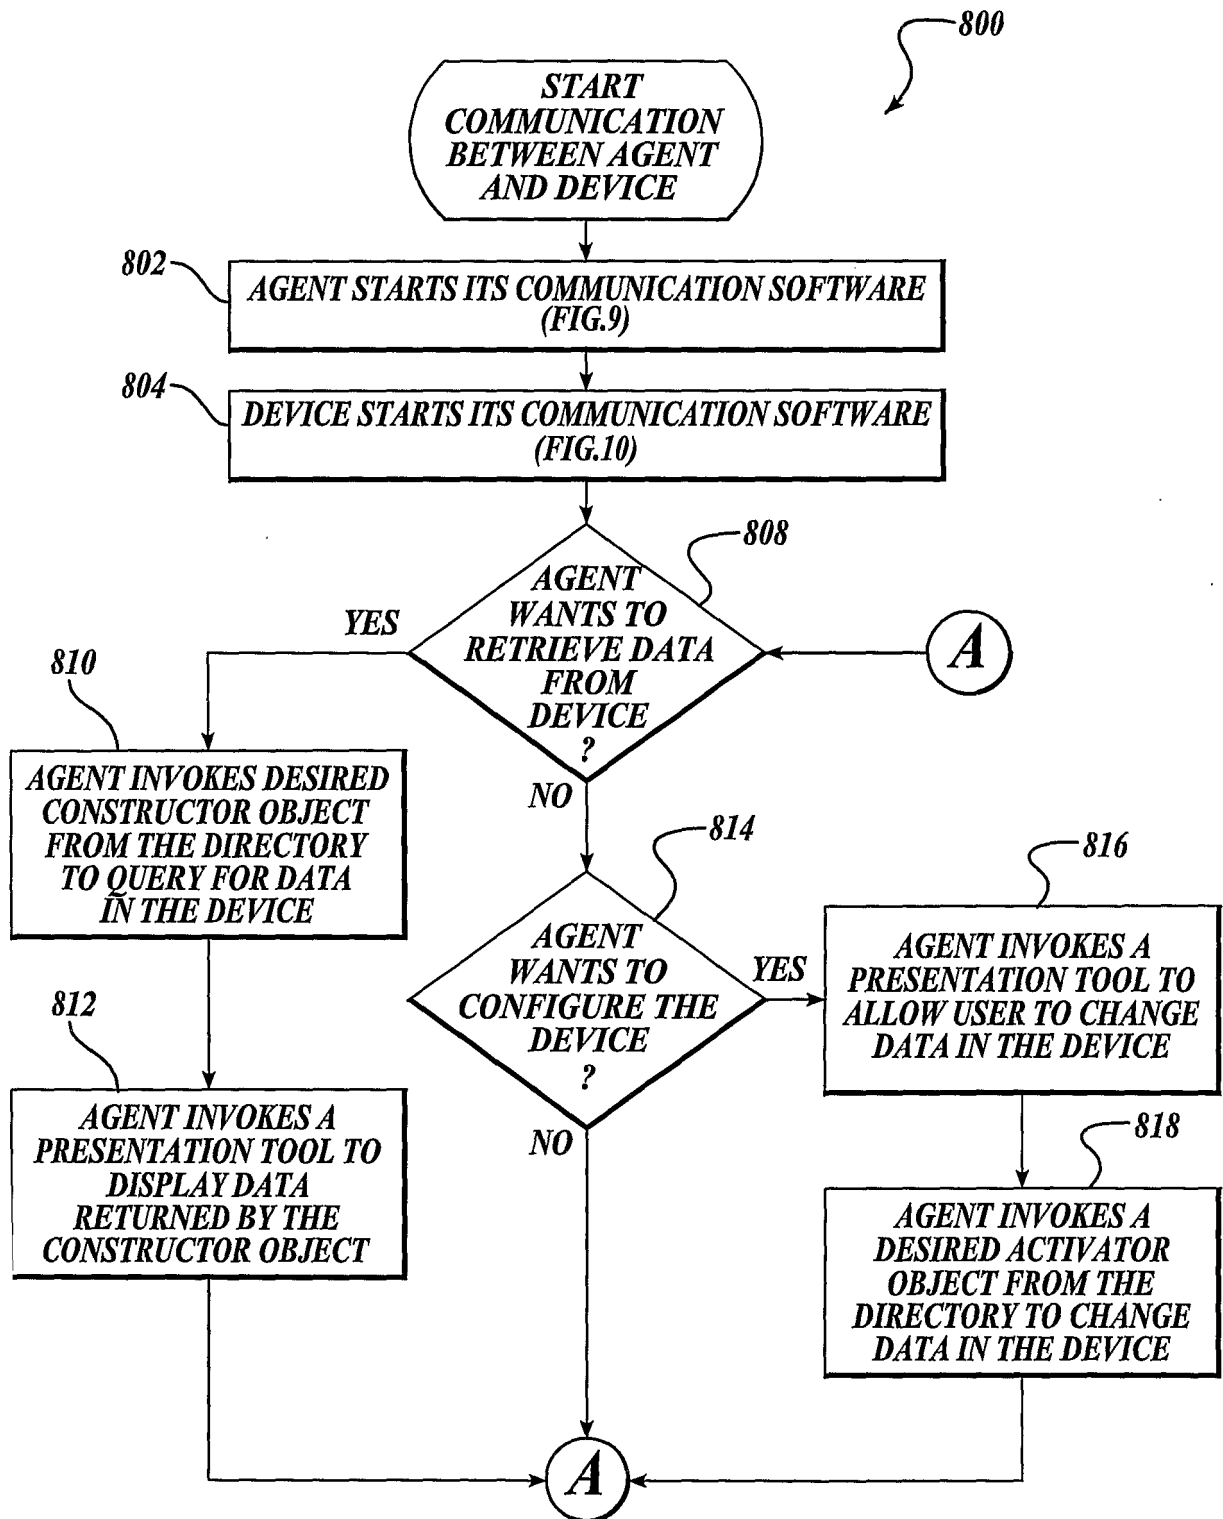 800
START
COMMUNICATION
BETWEEN AGENT
AND DEVICE
802
AGENT STARTS ITS COMMUNICATION SOFTWARE
(FIG.9)
804
DEVICE STARTS ITS COMMUNICATION SOFTWARE
(FIG.10)
808
AGENT
WANTS TO
RETRIEVE DATA
FROM
DEVICE
?
YES
NO
A
810
AGENT INVOKES DESIRED
CONSTRUCTOR OBJECT
FROM THE DIRECTORY
TO QUERY FOR DATA
IN THE DEVICE
814
AGENT
WANTS TO
CONFIGURE THE
DEVICE
?
YES
NO
816
AGENT INVOKES A
PRESENTATION TOOL TO
ALLOW USER TO CHANGE
DATA IN THE DEVICE
812
AGENT INVOKES A
PRESENTATION TOOL TO
DISPLAY DATA
RETURNED BY THE
CONSTRUCTOR OBJECT
818
AGENT INVOKES A
DESIRED ACTIVATOR
OBJECT FROM THE
DIRECTORY TO CHANGE
DATA IN THE DEVICE
A